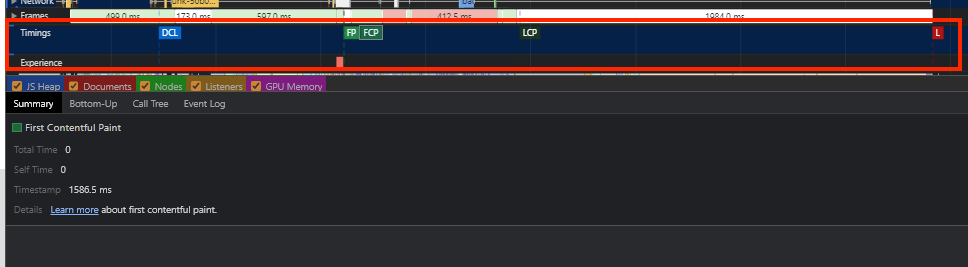 Network
Frames 499.0 ms 173.0 ms 597.0 ms 412.5 ms 1984.0 ms
Timings DCL FP FCP LCP L
Experience
JS Heap Documents Nodes Listeners GPU Memory
Summary Bottom-Up Call Tree Event Log
First Contentful Paint
Total Time 0
Self Time 0
Timestamp 1586.5 ms
Details Learn more about first contentful paint.